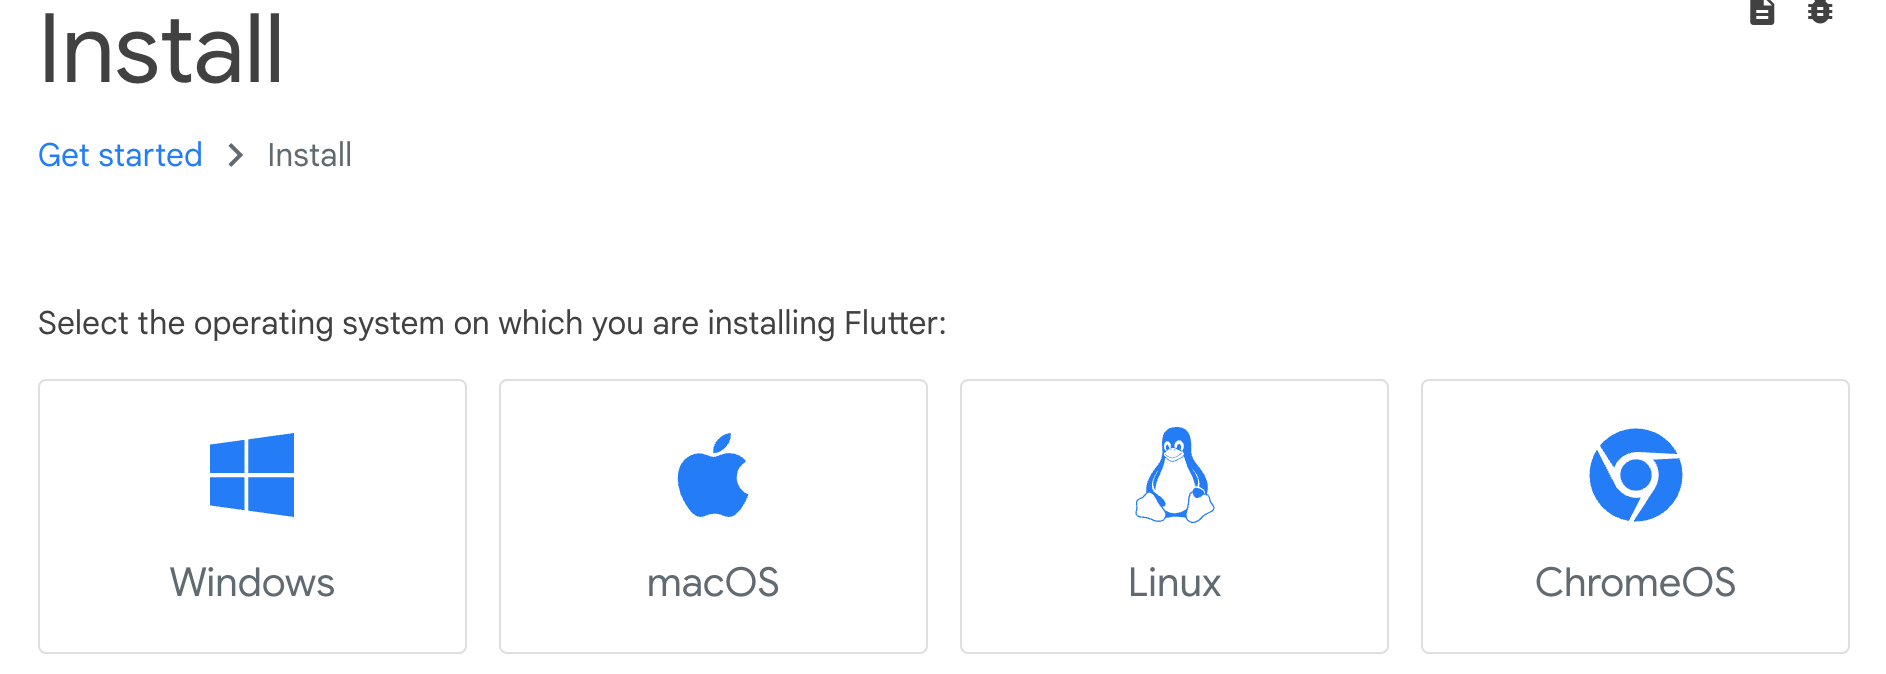 Install
Get started > Install
Select the operating system on which you are installing Flutter:
Windows
macOS
Linux
ChromeOS